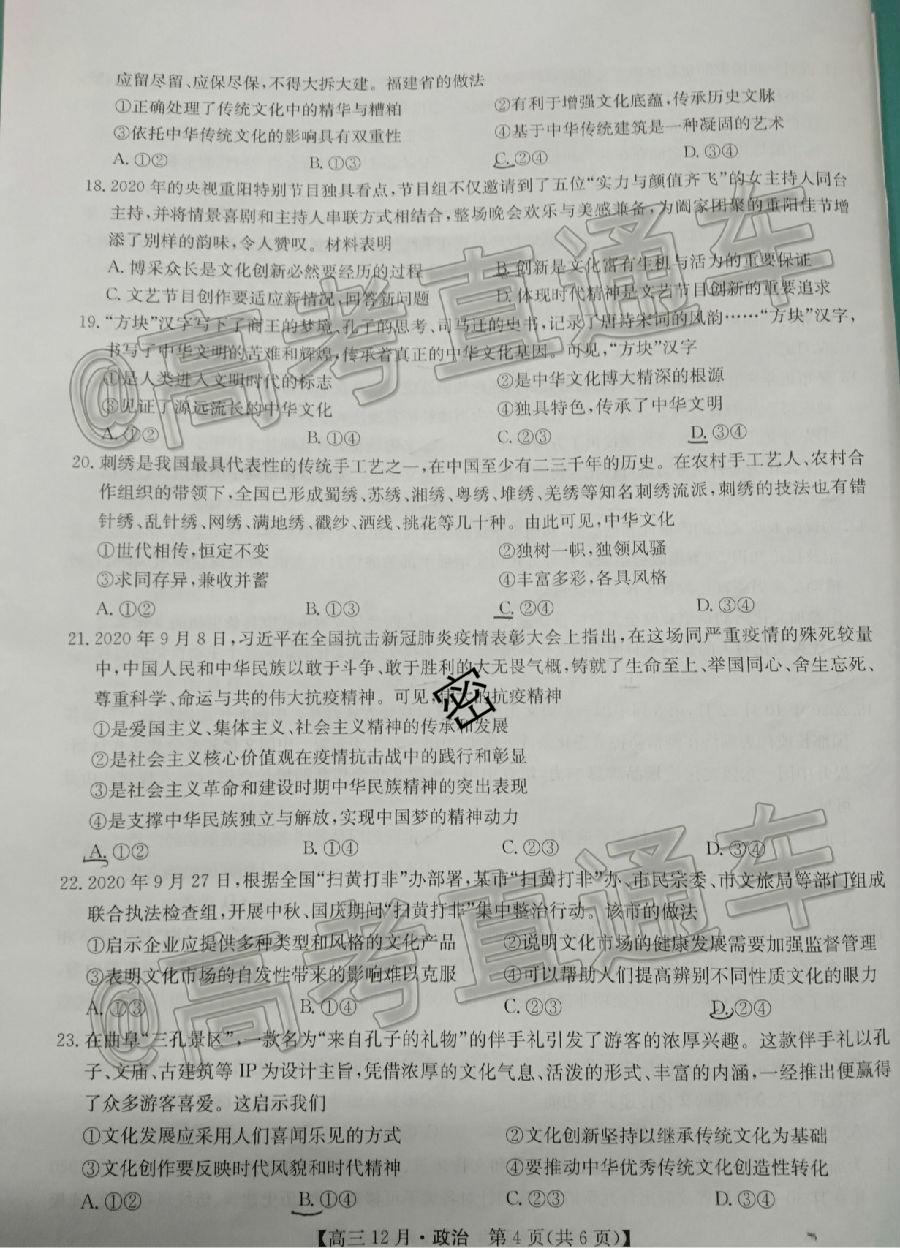 应留尽留、应保尽保,不得大拆大建。福建省的做法
①正确处理了传统文化中的精华与糟粕 ②有利于增强文化底蕴,传承历史文脉
③依托中华传统文化的影响具有双重性 ④基于中华传统建筑是一种凝固的艺术
A. ①② B. ①③ C. ②④ D. ③④
18. 2020 年的央视重阳特别节目独具看点,节目组不仅邀请到了五位“实力与颜值齐飞”的女主持人同台
主持,并将情景喜剧和主持人串联方式相结合,整场晚会欢乐与美感兼备,为阖家团聚的重阳佳节增
添了别样的韵味,令人赞叹。材料表明
A. 博采众长是文化创新必然要经历的过程 B. 创新是文化富有生机与活力的重要保证
C. 文艺节目创作要适应新情况,回答新问题 D. 体现时代精神是文艺节目创新的重要追求
19. “方块”汉字写下了商王的梦境、孔子的思考、司马迁的史书,记录了唐诗宋词的风韵……“方块”汉字,
书写了中华文明的苦难和辉煌,传承着真正的中华文化基因。可见,“方块”汉字
①是人类进入文明时代的标志 ②是中华文化博大精深的根源
③见证了源远流长的中华文化 ④独具特色,传承了中华文明
A. ①② B. ①④ C. ②③ D. ③④
20. 刺绣是我国最具代表性的传统手工艺之一,在中国至少有二三千年的历史。在农村手工艺人、农村合
作组织的带领下,全国已形成蜀绣、苏绣、湘绣、粤绣、堆绣、羌绣等知名刺绣流派,刺绣的技法也有错
针绣、乱针绣、网绣、满地绣、戳纱、洒线、挑花等几十种。由此可见,中华文化
①世代相传,恒定不变 ②独树一帜,独领风骚
③求同存异,兼收并蓄 ④丰富多彩,各具风格
A. ①② B. ①③ C. ②④ D. ③④
21. 2020 年 9 月 8 日,习近平在全国抗击新冠肺炎疫情表彰大会上指出,在这场同严重疫情的殊死较量
中,中国人民和中华民族以敢于斗争、敢于胜利的大无畏气概,铸就了生命至上、举国同心、舍生忘死、
尊重科学、命运与共的伟大抗疫精神。可见,伟大的抗疫精神
①是爱国主义、集体主义、社会主义精神的传承和发展
②是社会主义核心价值观在疫情抗击战中的践行和彰显
③是社会主义革命和建设时期中华民族精神的突出表现
④是支撑中华民族独立与解放,实现中国梦的精神动力
A. ①② B. ①④ C. ②③ D. ③④
密
22. 2020 年 9 月 27 日,根据全国“扫黄打非”办部署,某市“扫黄打非”办、市民宗委、市文旅局等部门组成
联合执法检查组,开展中秋、国庆期间“扫黄打非”集中整治行动。该市的做法
①启示企业应提供多种类型和风格的文化产品 ②说明文化市场的健康发展需要加强监督管理
③表明文化市场的自发性带来的影响难以克服 ④可以帮助人们提高辨别不同性质文化的眼力
A. ①③ B. ①④ C. ②③ D. ②④
23. 在曲阜“三孔景区”,一款名为“来自孔子的礼物”的伴手礼引发了游客的浓厚兴趣。这款伴手礼以孔
子、文庙、古建筑等 IP 为设计主旨,凭借浓厚的文化气息、活泼的形式、丰富的内涵,一经推出便赢得
了众多游客喜爱。这启示我们
①文化发展应采用人们喜闻乐见的方式 ②文化创新坚持以继承传统文化为基础
③文化创作要反映时代风貌和时代精神 ④要推动中华优秀传统文化创造性转化
A. ①② B. ①④ C. ②③ D. ③④
【高三 12 月·政治 第 4 页(共 6 页)】
@高考直通车
@高考直通车